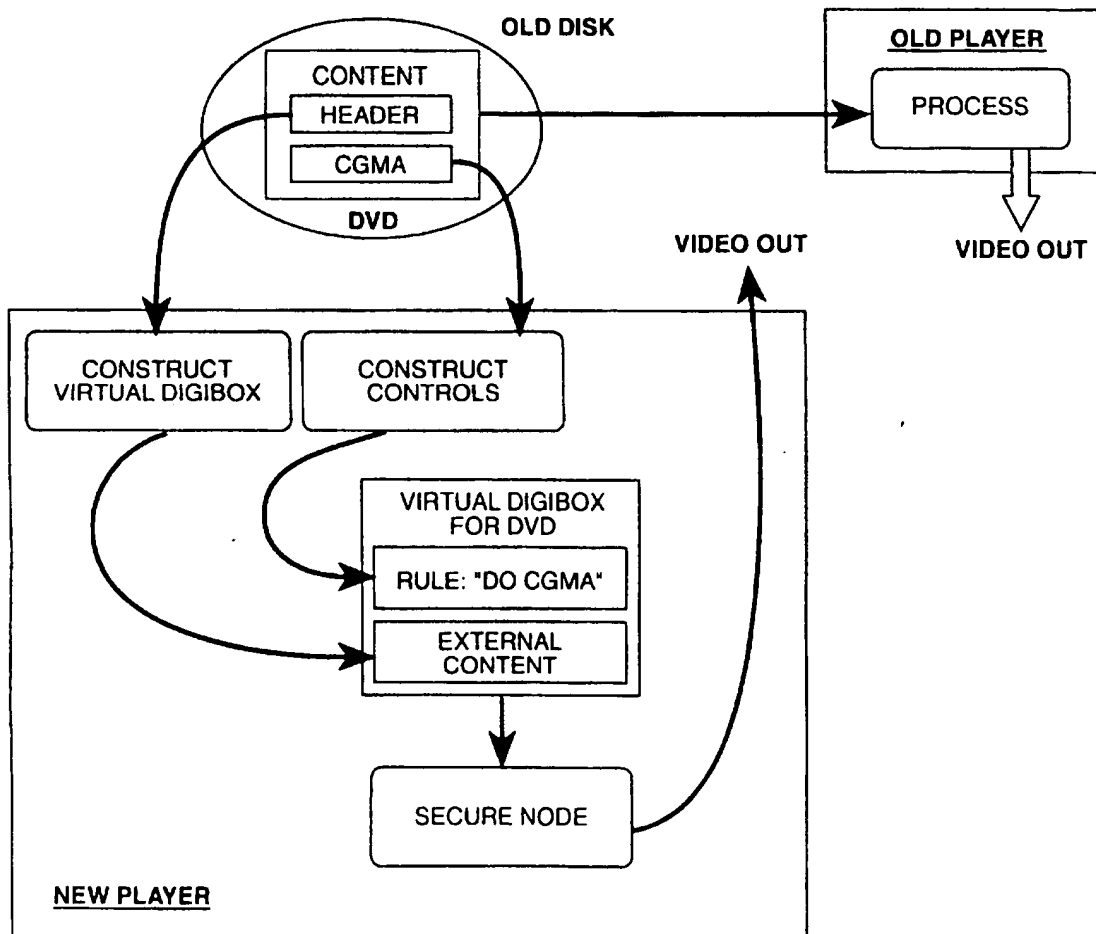 OLD DISK
CONTENT
HEADER
CGMA
DVD
OLD PLAYER
PROCESS
VIDEO OUT
VIDEO OUT
CONSTRUCT
VIRTUAL DIGIBOX
CONSTRUCT
CONTROLS
VIRTUAL DIGIBOX
FOR DVD
RULE: "DO CGMA"
EXTERNAL
CONTENT
SECURE NODE
NEW PLAYER